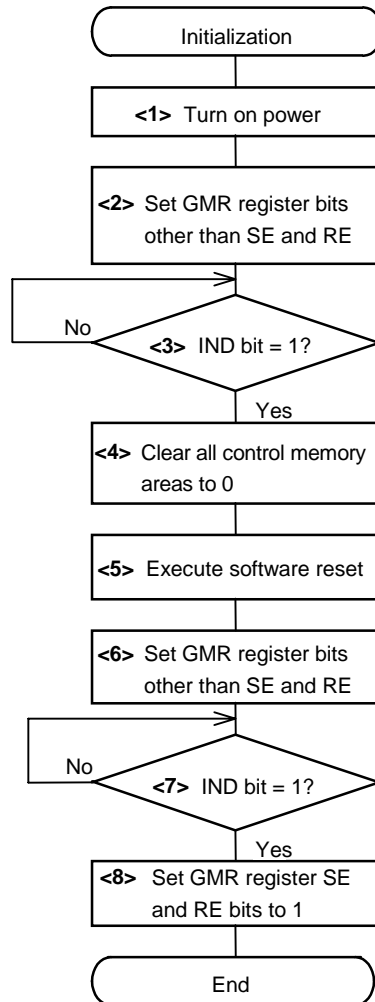 Initialization
<1> Turn on power
<2> Set GMR register bits
other than SE and RE
No
<3> IND bit = 1?
Yes
<4> Clear all control memory
areas to 0
<5> Execute software reset
<6> Set GMR register bits
other than SE and RE
No
<7> IND bit = 1?
Yes
<8> Set GMR register SE
and RE bits to 1
End